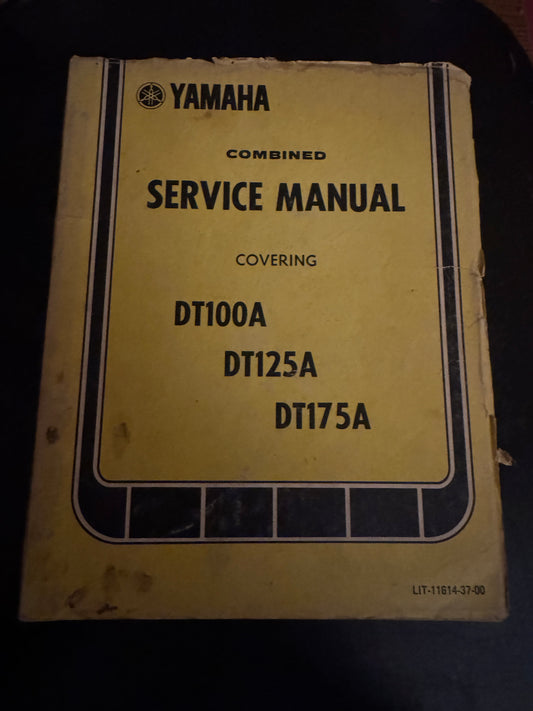 YAMAHA
COMBINED
SERVICE MANUAL
COVERING
DT100A
DT125A
DT175A
LIT-11614-37-00